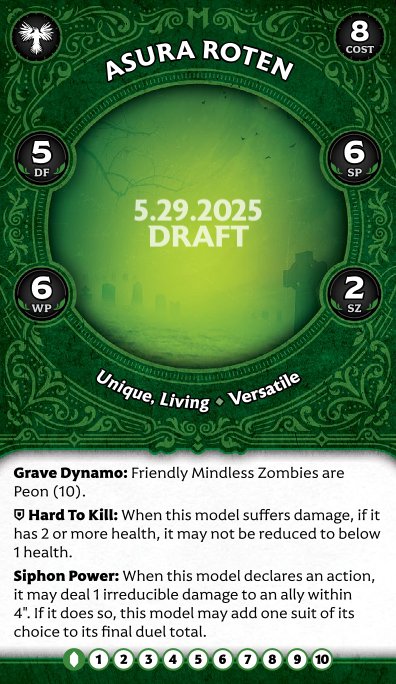 M
8
COST
ASURA ROTEN
5
DF
6
SP
5.29.2025
DRAFT
6
WP
2
SZ
Unique, Living ⬥ Versatile
Grave Dynamo: Friendly Mindless Zombies are
Peon (10).
Hard To Kill: When this model suffers damage, if it
has 2 or more health, it may not be reduced to below
1 health.
Siphon Power: When this model declares an action,
it may deal 1 irreducible damage to an ally within
4". If it does so, this model may add one suit of its
choice to its final duel total.
1 2 3 4 5 6 7 8 9 10